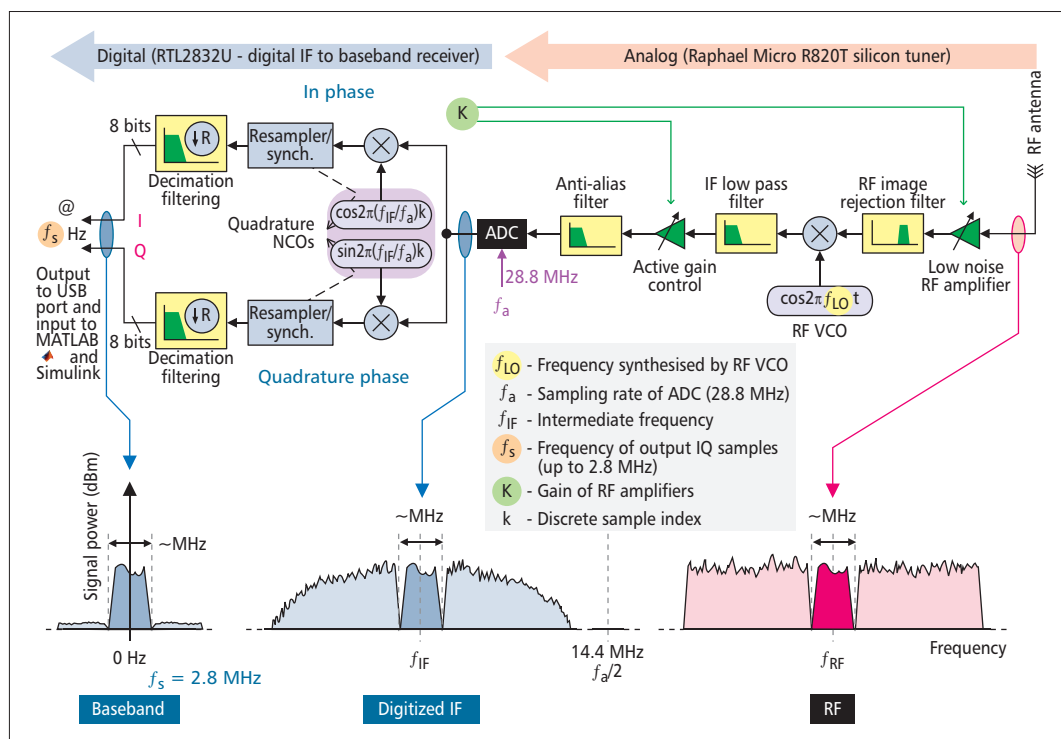 Digital (RTL2832U - digital IF to baseband receiver)
Analog (Raphael Micro R820T silicon tuner)
In phase
K
RF antenna
8 bits
↓R
Decimation
filtering
Resampler/
synch.
×
Anti-alias
filter
IF low pass
filter
RF image
rejection filter
@
fs Hz
I
Q
Quadrature
NCOs
cos2π(fIF/fa)k
sin2π(fIF/fa)k
ADC
28.8 MHz
fa
Active gain
control
×
cos2πfLO t
RF VCO
Low noise
RF amplifier
Output
to USB
port and
input to
MATLAB
and
Simulink
8 bits
↓R
Decimation
filtering
Resampler/
synch.
×
Quadrature phase
fLO - Frequency synthesised by RF VCO
fa - Sampling rate of ADC (28.8 MHz)
fIF - Intermediate frequency
fs - Frequency of output IQ samples
(up to 2.8 MHz)
K - Gain of RF amplifiers
k - Discrete sample index
Signal power (dBm)
~MHz
~MHz
~MHz
0 Hz
fs = 2.8 MHz
fIF
14.4 MHz
fa/2
fRF
Frequency
Baseband
Digitized IF
RF